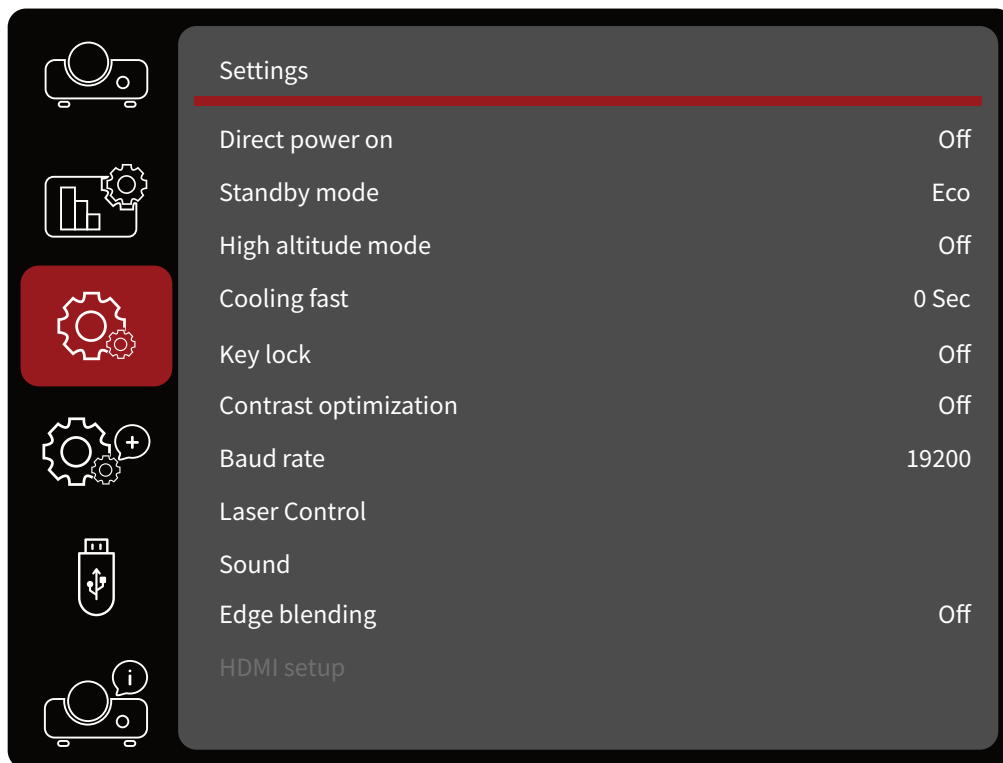 Settings
Direct power on Off
Standby mode Eco
High altitude mode Off
Cooling fast 0 Sec
Key lock Off
Contrast optimization Off
Baud rate 19200
Laser Control
Sound
Edge blending Off
HDMI setup
i